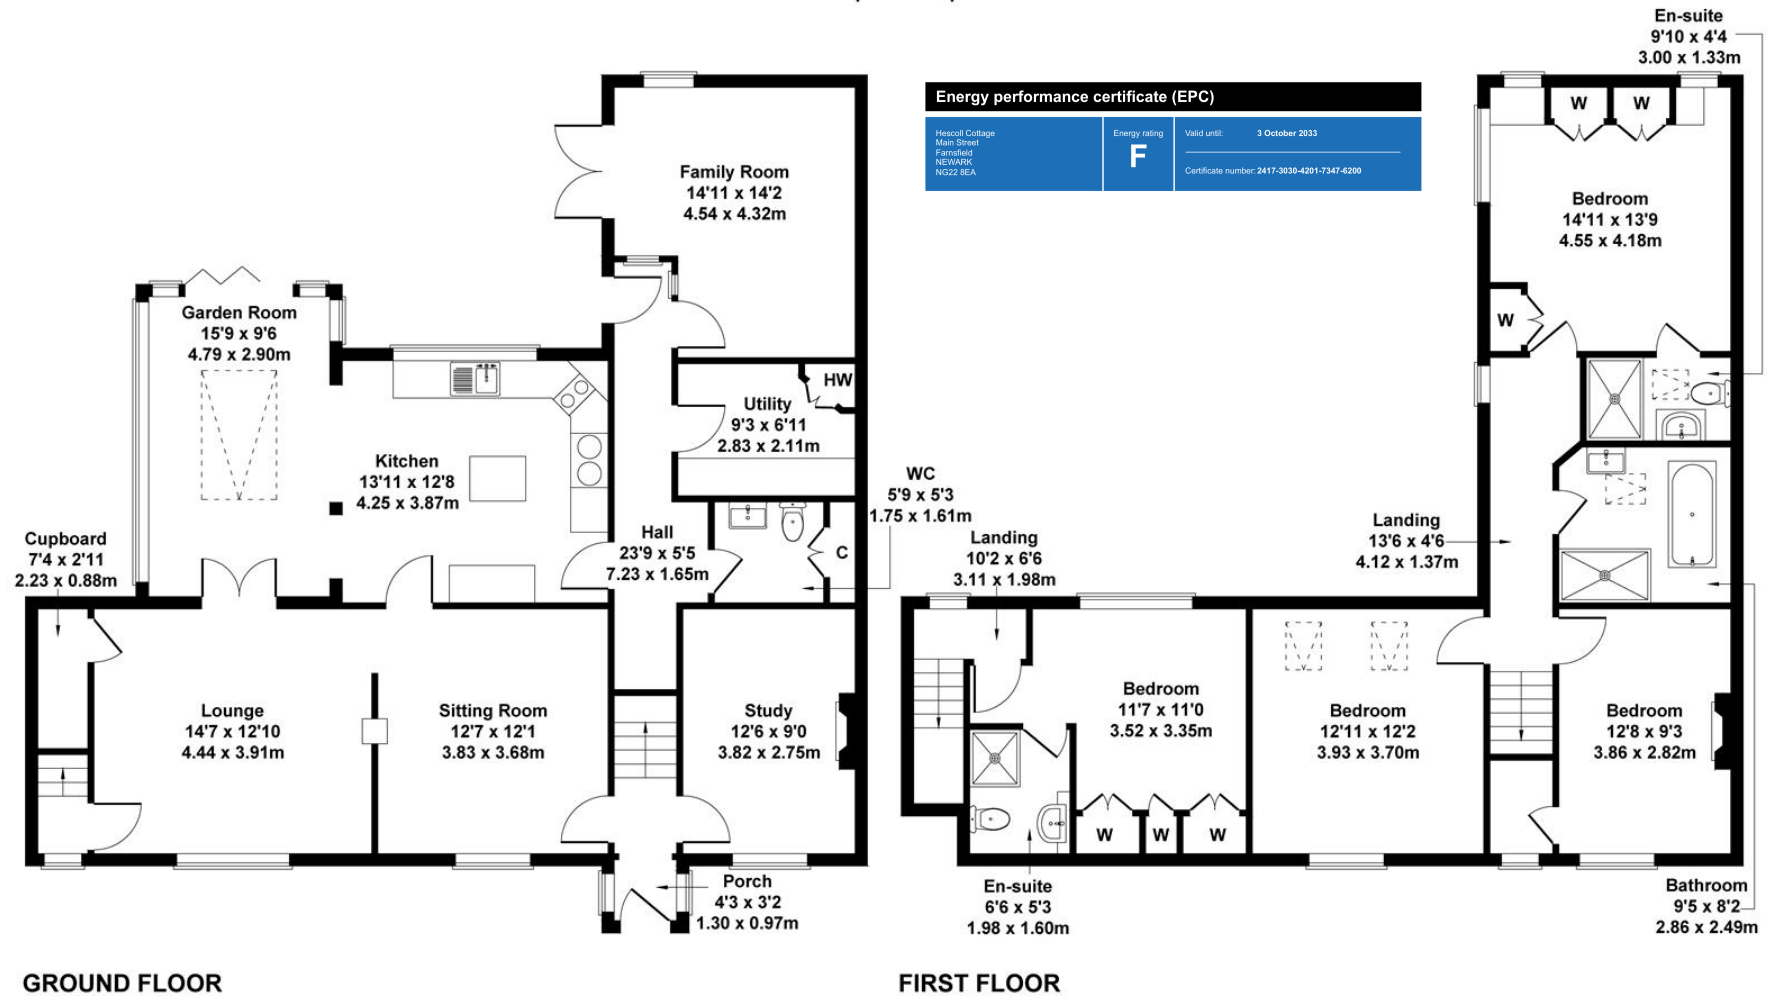 En-suite
9'10 x 4'4
3.00 x 1.33m
Energy performance certificate (EPC)
Hescoll Cottage
Main Street
Farnsfield
NEWARK
NG22 8EA
Energy rating
F
Valid until: 3 October 2033
Certificate number: 2417-3030-4201-7347-6200
Family Room
14'11 x 14'2
4.54 x 4.32m
W
W
Bedroom
14'11 x 13'9
4.55 x 4.18m
W
Garden Room
15'9 x 9'6
4.79 x 2.90m
HW
Utility
9'3 x 6'11
2.83 x 2.11m
Kitchen
13'11 x 12'8
4.25 x 3.87m
WC
5'9 x 5'3
1.75 x 1.61m
Cupboard
7'4 x 2'11
2.23 x 0.88m
Hall
23'9 x 5'5
7.23 x 1.65m
C
Landing
10'2 x 6'6
3.11 x 1.98m
Landing
13'6 x 4'6
4.12 x 1.37m
Lounge
14'7 x 12'10
4.44 x 3.91m
Sitting Room
12'7 x 12'1
3.83 x 3.68m
Study
12'6 x 9'0
3.82 x 2.75m
Bedroom
11'7 x 11'0
3.52 x 3.35m
Bedroom
12'11 x 12'2
3.93 x 3.70m
Bedroom
12'8 x 9'3
3.86 x 2.82m
W
W
W
Porch
4'3 x 3'2
1.30 x 0.97m
En-suite
6'6 x 5'3
1.98 x 1.60m
Bathroom
9'5 x 8'2
2.86 x 2.49m
GROUND FLOOR
FIRST FLOOR